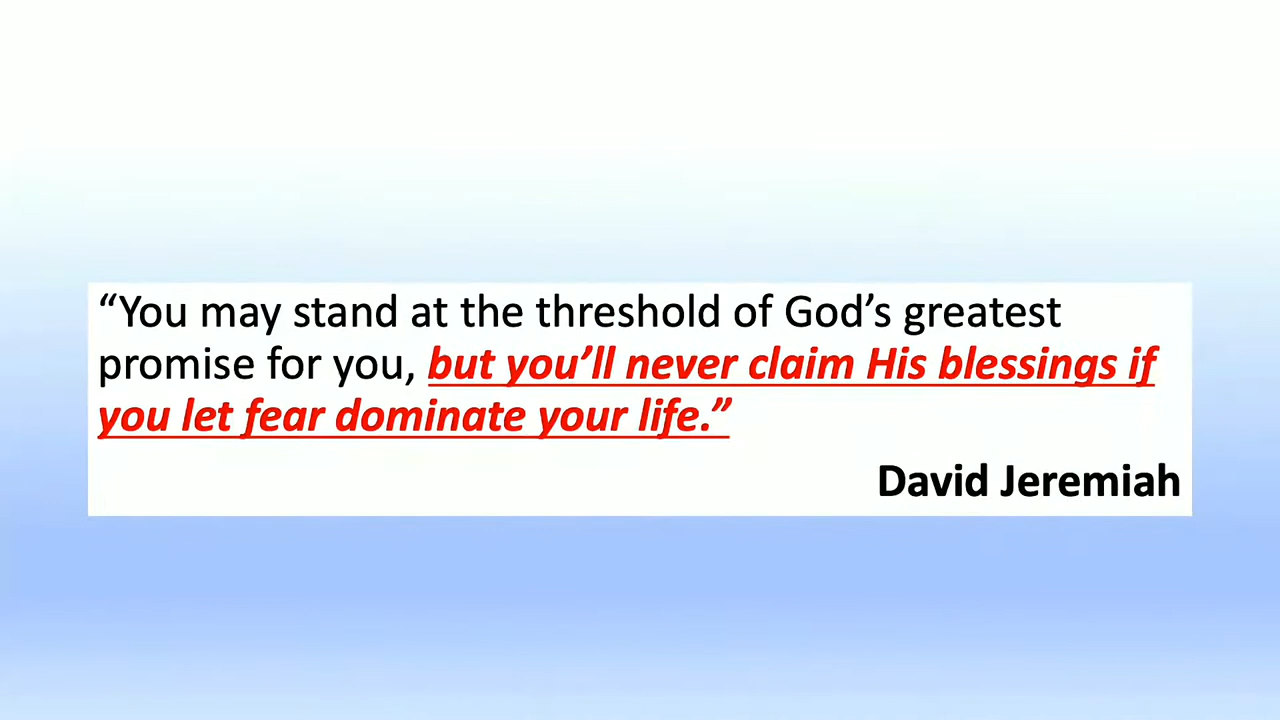 “You may stand at the threshold of God’s greatest
promise for you, but you’ll never claim His blessings if
you let fear dominate your life.”
David Jeremiah